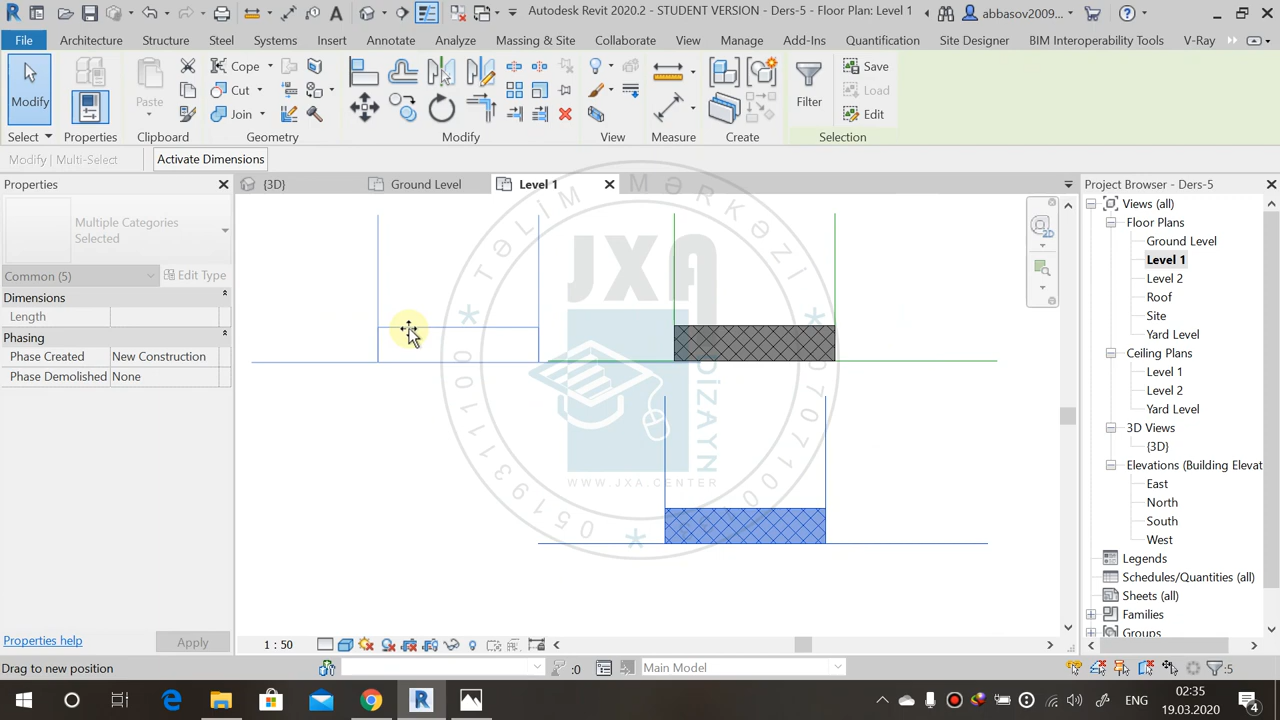 Autodesk Revit 2020.2 - STUDENT VERSION - Ders-5 - Floor Plan: Level 1
abbasov2009...
File Architecture Structure Steel Systems Insert Annotate Analyze Massing & Site Collaborate View Manage Add-Ins Quantification Site Designer BIM Interoperability Tools V-Ray
Modify
Paste
Cope
Cut
Join
Filter
Save
Load
Edit
Select Properties Clipboard Geometry Modify View Measure Create Selection
Modify | Multi-Select
Activate Dimensions
Properties
{3D}
Ground Level
Level 1
Multiple Categories Selected
Common (5)
Edit Type
Dimensions
Length
Phasing
Phase Created New Construction
Phase Demolished None
Properties help
Apply
TƏLİM MƏRKƏZİ
JXA
DİZAYN
WWW.JXA.CENTER
Project Browser - Ders-5
Views (all)
Floor Plans
Ground Level
Level 1
Level 2
Roof
Site
Yard Level
Ceiling Plans
Level 1
Level 2
Yard Level
3D Views
{3D}
Elevations (Building Elevat
East
North
South
West
Legends
Schedules/Quantities (all)
Sheets (all)
Families
Groups
1 : 50
Drag to new position
:0
Main Model
:5
ENG
02:35
19.03.2020
4